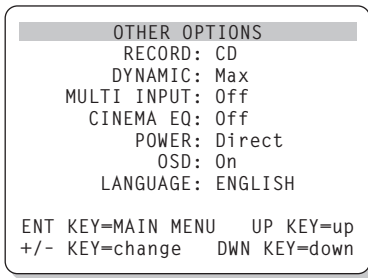 OTHER OPTIONS
RECORD: CD
DYNAMIC: Max
MULTI INPUT: Off
CINEMA EQ: Off
POWER: Direct
OSD: On
LANGUAGE: ENGLISH
ENT KEY=MAIN MENU UP KEY=up
+/- KEY=change DWN KEY=down